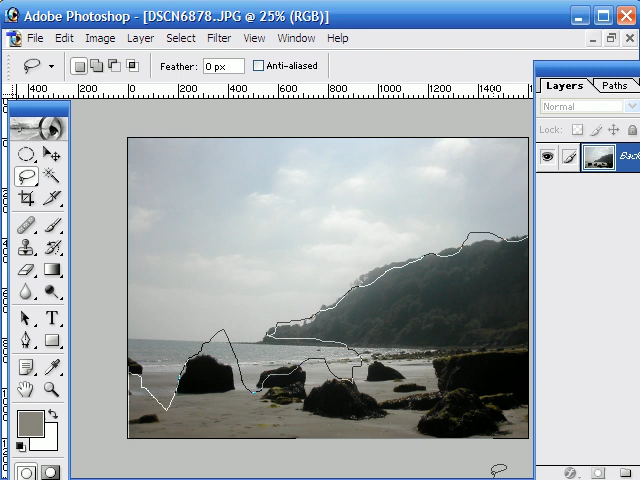 Adobe Photoshop - [DSCN6878.JPG @ 25% (RGB)]
File Edit Image Layer Select Filter View Window Help
Feather: 0 px Anti-aliased
400 200 0 200 400 600 800 1000 1200 1400
Layers Paths
Normal
Lock:
Back